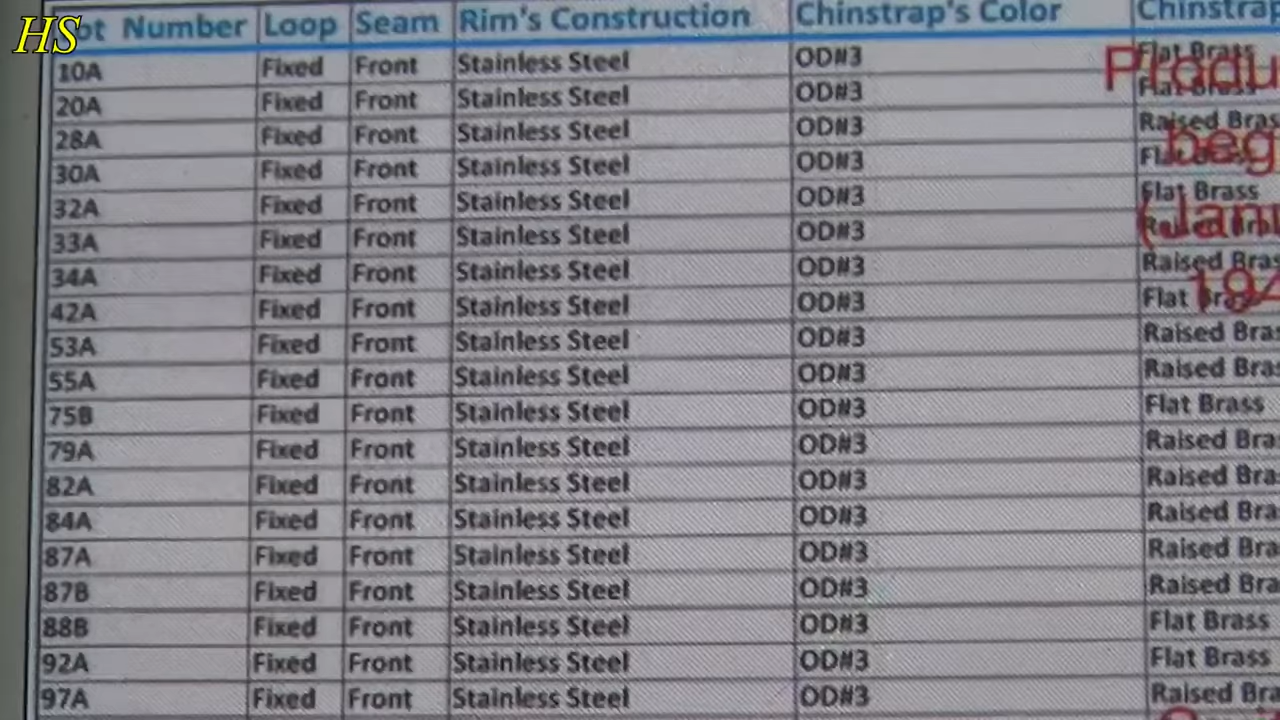 HS
ot Number Loop Seam Rim's Construction Chinstrap's Color Chinstrap
10A Fixed Front Stainless Steel OD#3 Flat Brass
20A Fixed Front Stainless Steel OD#3 Flat Brass
28A Fixed Front Stainless Steel OD#3 Raised Bras
30A Fixed Front Stainless Steel OD#3
32A Fixed Front Stainless Steel OD#3 Flat Brass
33A Fixed Front Stainless Steel OD#3
34A Fixed Front Stainless Steel OD#3 Raised Bras
42A Fixed Front Stainless Steel OD#3 Flat
53A Fixed Front Stainless Steel OD#3 Raised Bras
55A Fixed Front Stainless Steel OD#3 Raised Bras
75B Fixed Front Stainless Steel OD#3 Flat Brass
79A Fixed Front Stainless Steel OD#3 Raised Bra
82A Fixed Front Stainless Steel OD#3 Raised Bra
84A Fixed Front Stainless Steel OD#3 Raised Bra
87A Fixed Front Stainless Steel OD#3 Raised Bra
87B Fixed Front Stainless Steel OD#3 Raised Bra
88B Fixed Front Stainless Steel OD#3 Flat Brass
92A Fixed Front Stainless Steel OD#3 Flat Brass
97A Fixed Front Stainless Steel OD#3 Raised Bra
Produ
beg
(Janu
194